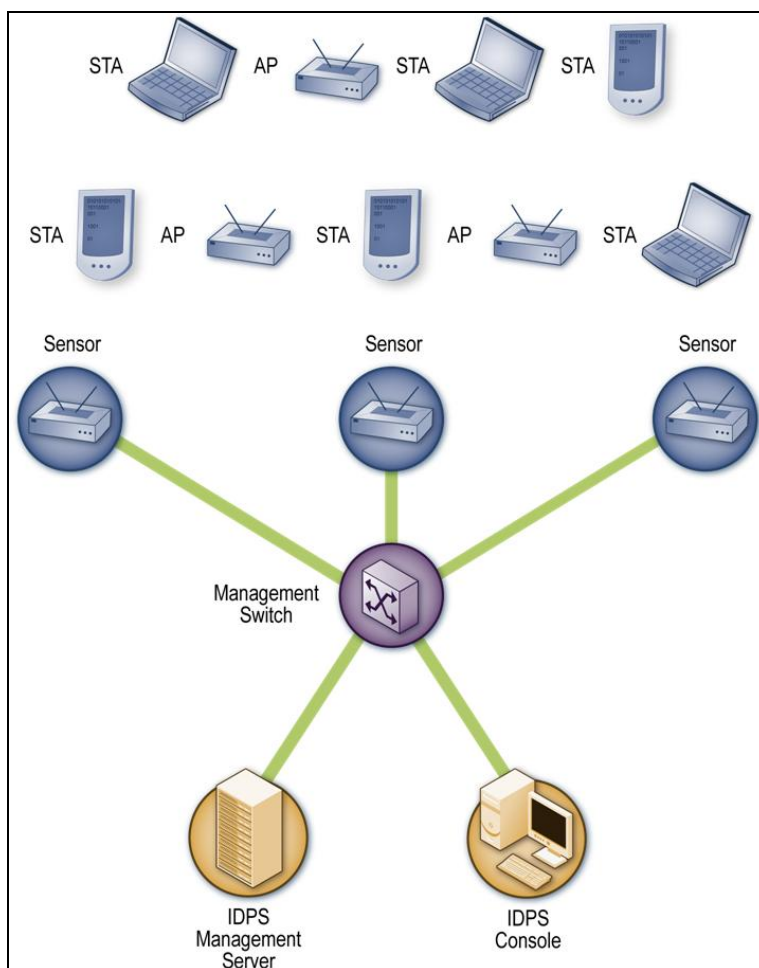 STA AP STA STA
STA AP STA AP STA
Sensor Sensor Sensor
Management
Switch
IDPS
Management
Server
IDPS
Console